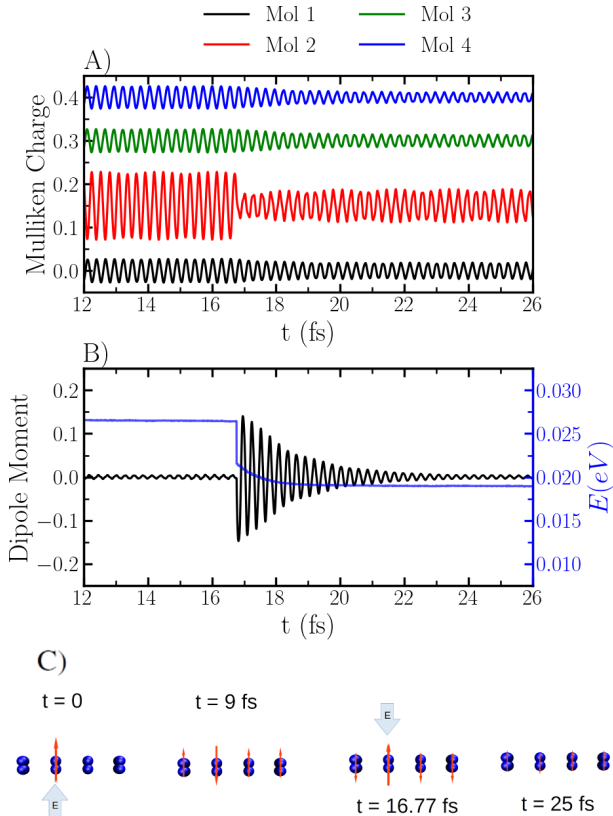 Mol 1 Mol 3
Mol 2 Mol 4
A)
Mulliken Charge
0.4
0.3
0.2
0.1
0.0
12 14 16 18 20 22 24 26
t (fs)
B)
Dipole Moment
0.2
0.1
0.0
−0.1
−0.2
0.030
0.025
0.020
0.015
0.010
E(eV)
12 14 16 18 20 22 24 26
t (fs)
C)
t = 0
t = 9 fs
E
E
t = 16.77 fs
t = 25 fs